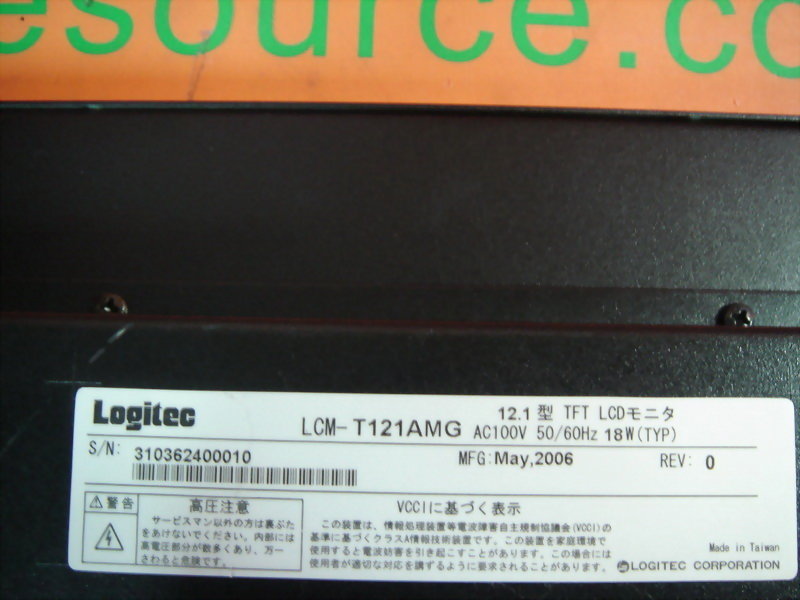 esource.co
Logitec
LCM-T121AMG
12.1型 TFT LCDモニタ
AC100V 50/60Hz 18W(TYP)
S/N: 310362400010
MFG:May,2006
REV: 0
警告
高圧注意
サービスマン以外の方は裏ぶた
をあけないでください。内部には
高電圧部分が数多くあり、万一
さわると危険です。
VCCIに基づく表示
この装置は、情報処理装置等電波障害自主規制協議会(VCCI)の
基準に基づくクラスA情報技術装置です。この装置を家庭環境で
使用すると電波妨害を引き起こすことがあります。この場合には
使用者が適切な対応を講ずるように要求されることがあります。
Made in Taiwan
LOGITEC CORPORATION